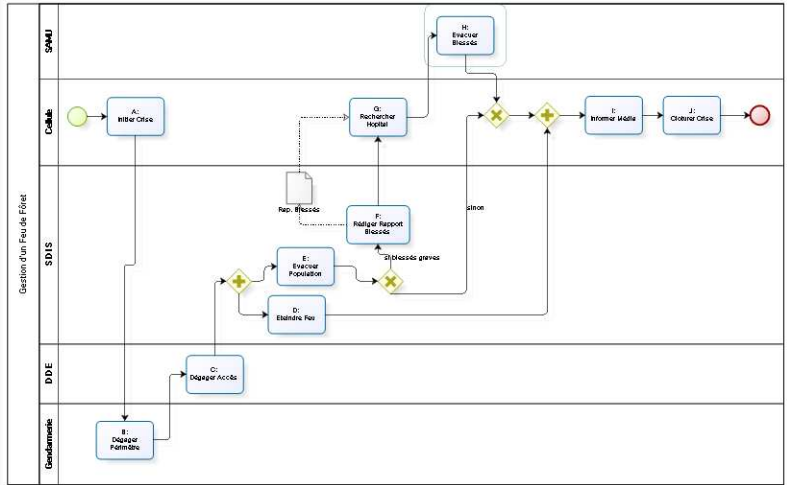 Gestion d'un Feu de Fôret
SAMU
H:
Evacuer
Blessés
Cellule
A:
Initier Crise
G:
Rechercher
Hopital
I:
Informer Média
J:
Cloturer Crise
SDIS
Rap. Blessés
F:
Rédiger Rapport
Blessés
sinon
si blessés graves
E:
Evacuer
Population
D:
Eteindre Feu
DDE
C:
Dégager Accès
Gendarmerie
B:
Dégager
Périmètre